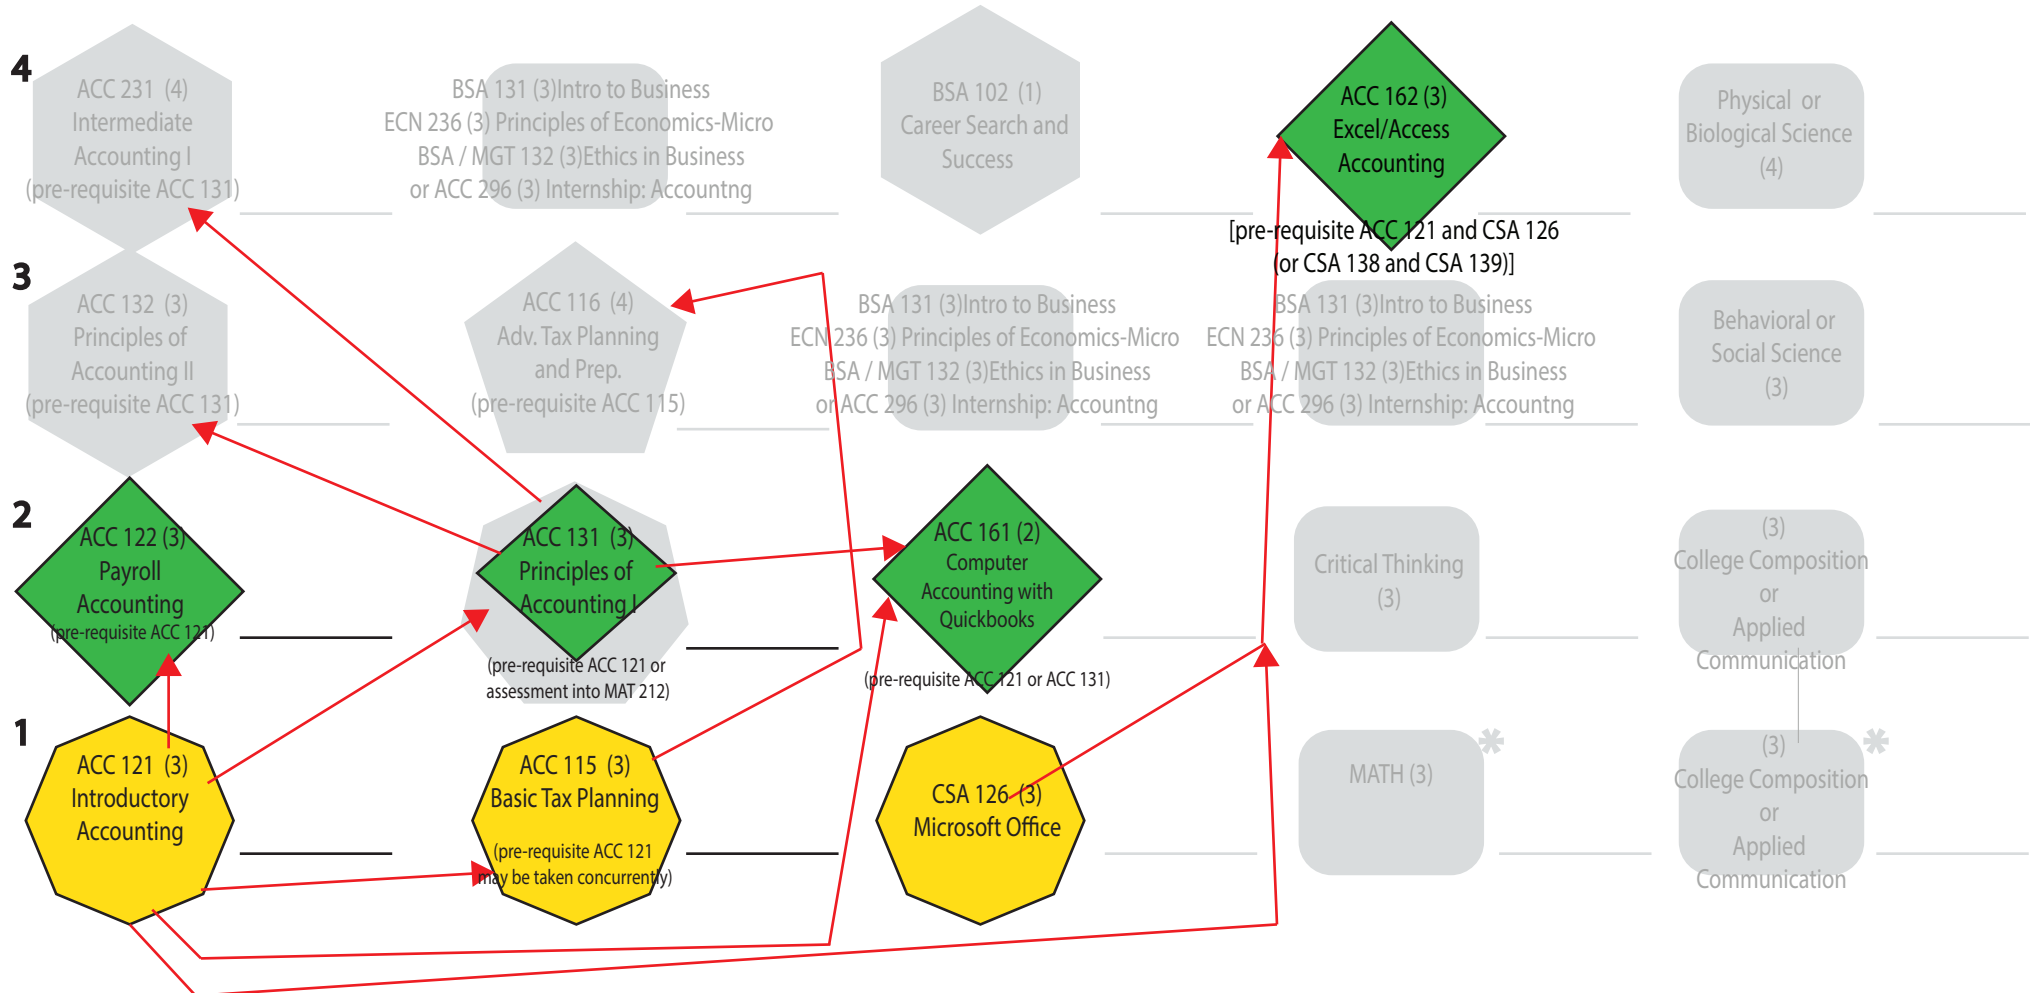 4
ACC 231 (4)
Intermediate
Accounting I
(pre-requisite ACC 131)
BSA 131 (3)Intro to Business
ECN 236 (3) Principles of Economics-Micro
BSA / MGT 132 (3)Ethics in Business
or ACC 296 (3) Internship: Accountng
BSA 102 (1)
Career Search and
Success
ACC 162 (3)
Excel/Access
Accounting
[pre-requisite ACC 121 and CSA 126
(or CSA 138 and CSA 139)]
Physical or
Biological Science
(4)
3
ACC 132 (3)
Principles of
Accounting II
(pre-requisite ACC 131)
ACC 116 (4)
Adv. Tax Planning
and Prep.
(pre-requisite ACC 115)
BSA 131 (3)Intro to Business
ECN 236 (3) Principles of Economics-Micro
BSA / MGT 132 (3)Ethics in Business
or ACC 296 (3) Internship: Accountng
BSA 131 (3)Intro to Business
ECN 236 (3) Principles of Economics-Micro
BSA / MGT 132 (3)Ethics in Business
or ACC 296 (3) Internship: Accountng
Behavioral or
Social Science
(3)
2
ACC 122 (3)
Payroll
Accounting
(pre-requisite ACC 121)
ACC 131 (3)
Principles of
Accounting I
(pre-requisite ACC 121 or
assessment into MAT 212)
ACC 161 (2)
Computer
Accounting with
Quickbooks
(pre-requisite ACC 121 or ACC 131)
Critical Thinking
(3)
(3)
College Composition
or
Applied
Communication
1
ACC 121 (3)
Introductory
Accounting
ACC 115 (3)
Basic Tax Planning
(pre-requisite ACC 121
may be taken concurrently)
CSA 126 (3)
Microsoft Office
MATH (3)
*
(3)
College Composition
or
Applied
Communication
*